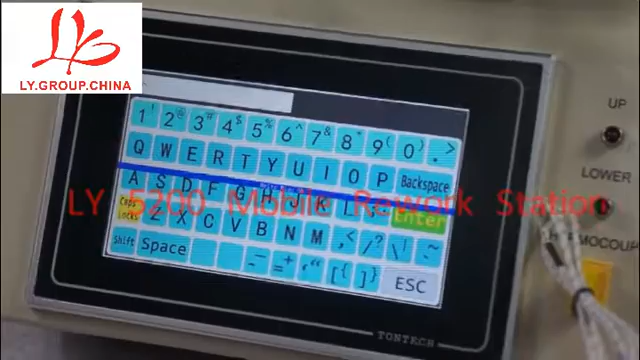 LY.GROUP.CHINA
1! 2@ 3# 4$ 5% 6^ 7& 8* 9( 0) . >
Q W E R T Y U I O P Backspace
A S D F G H J K L Enter
LY 5200 Mobile Rework Station
Caps Locks Z X C V B N M , < / ? \ | ~
Shift Space - _ = + ' “ [ { ] } ESC
TONTECH
UP
LOWER